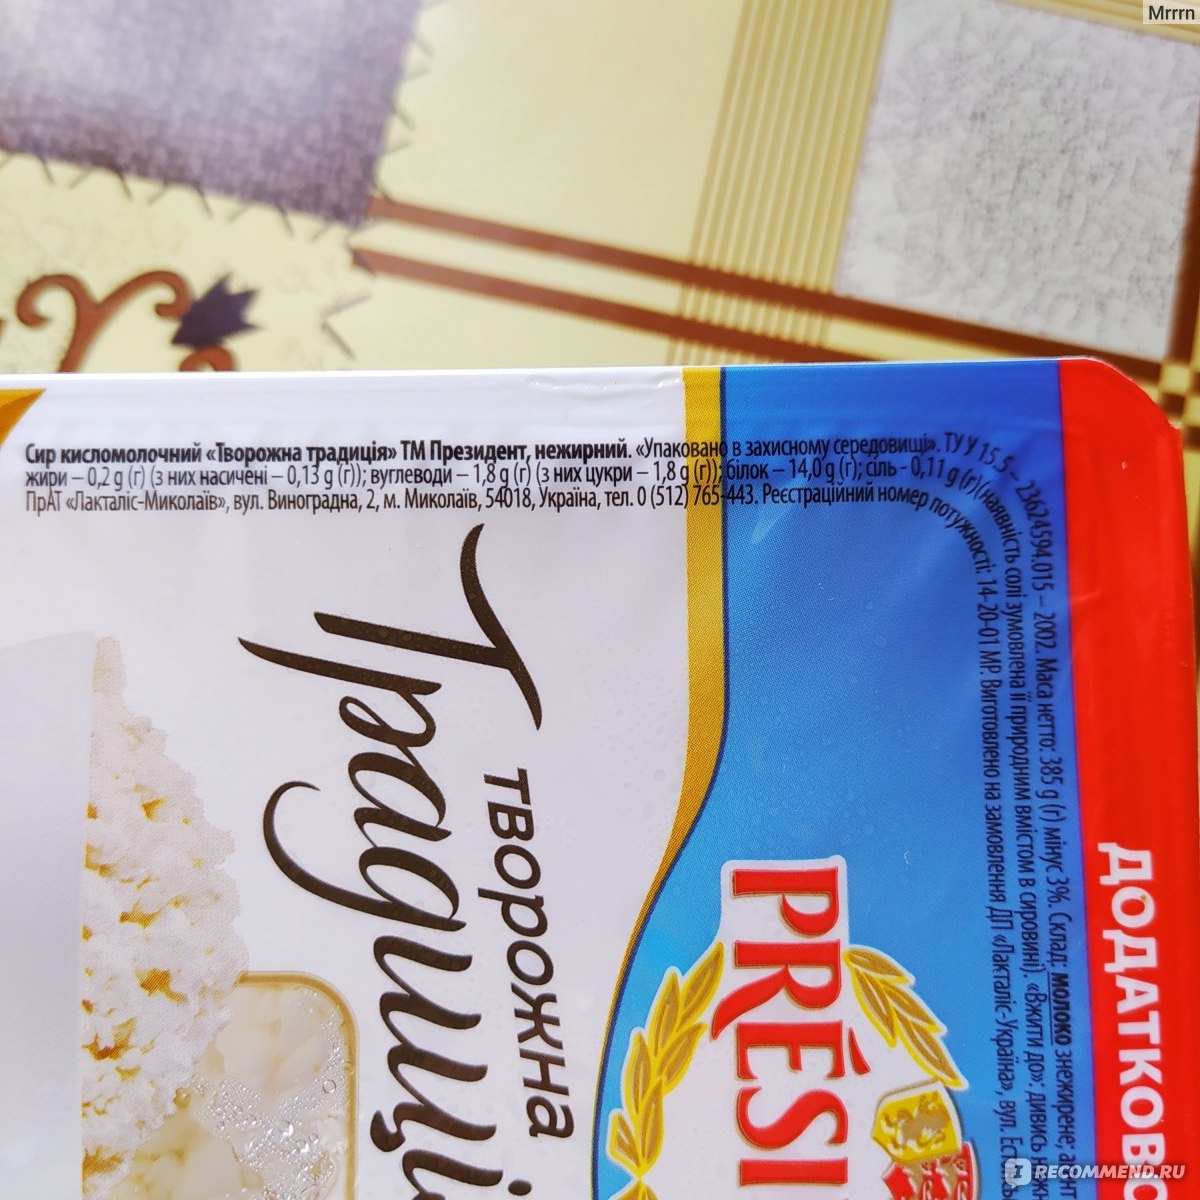 Mrrrn
Сир кисломолочний «Творожна традиція» ТМ Президент, нежирний. «Упаковано в захисному середовищі». ТУ У 15.5 – 23624594.015 – 2002. Маса нетто: 385 g (г) мінус 3%. Склад: молоко знежирене,
жири – 0,2 g (г) (з них насичені – 0,13 g (г)); вуглеводи – 1,8 g (г) (з них цукри – 1,8 g (г)); білок – 14,0 g (г); сіль - 0,11 g (г)(наявність солі зумовлена її природним вмістом в сировині). «Вжити до»: дивись
ПрАТ «Лакталіс-Миколаїв», вул. Виноградна, 2, м. Миколаїв, 54018, Україна, тел. 0 (512) 765-443. Реєстраційний номер потужності: 14-20-01 МР. Виготовлено на замовлення ДП «Лакталіс-Україна», вул.
творожна
Традиці
PRÉSI
ДОДАТКОВО
IRECOMMEND.RU